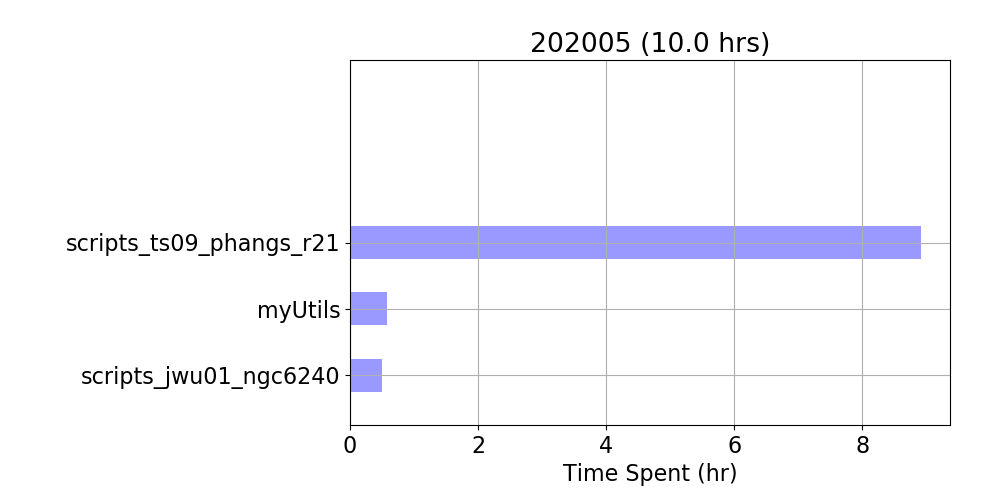 202005 (10.0 hrs)
scripts_ts09_phangs_r21
myUtils
scripts_jwu01_ngc6240
0 2 4 6 8
Time Spent (hr)